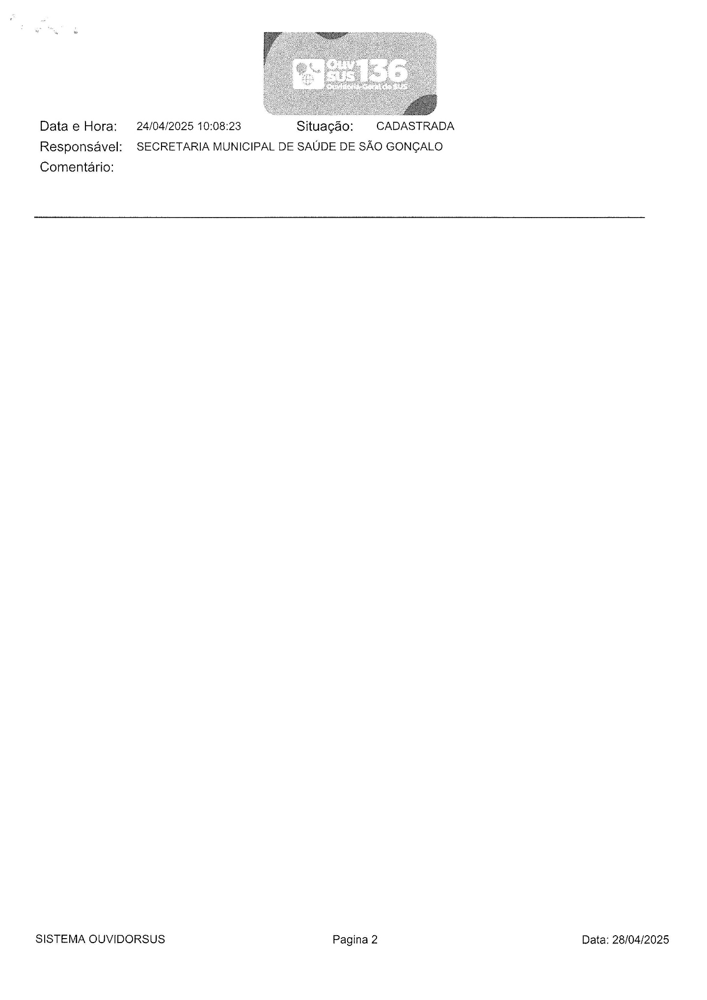 Ouv
SUS 136
Ouvidoria-Geral do SUS
Data e Hora: 24/04/2025 10:08:23 Situação: CADASTRADA
Responsável: SECRETARIA MUNICIPAL DE SAÚDE DE SÃO GONÇALO
Comentário:
SISTEMA OUVIDORSUS Pagina 2 Data: 28/04/2025